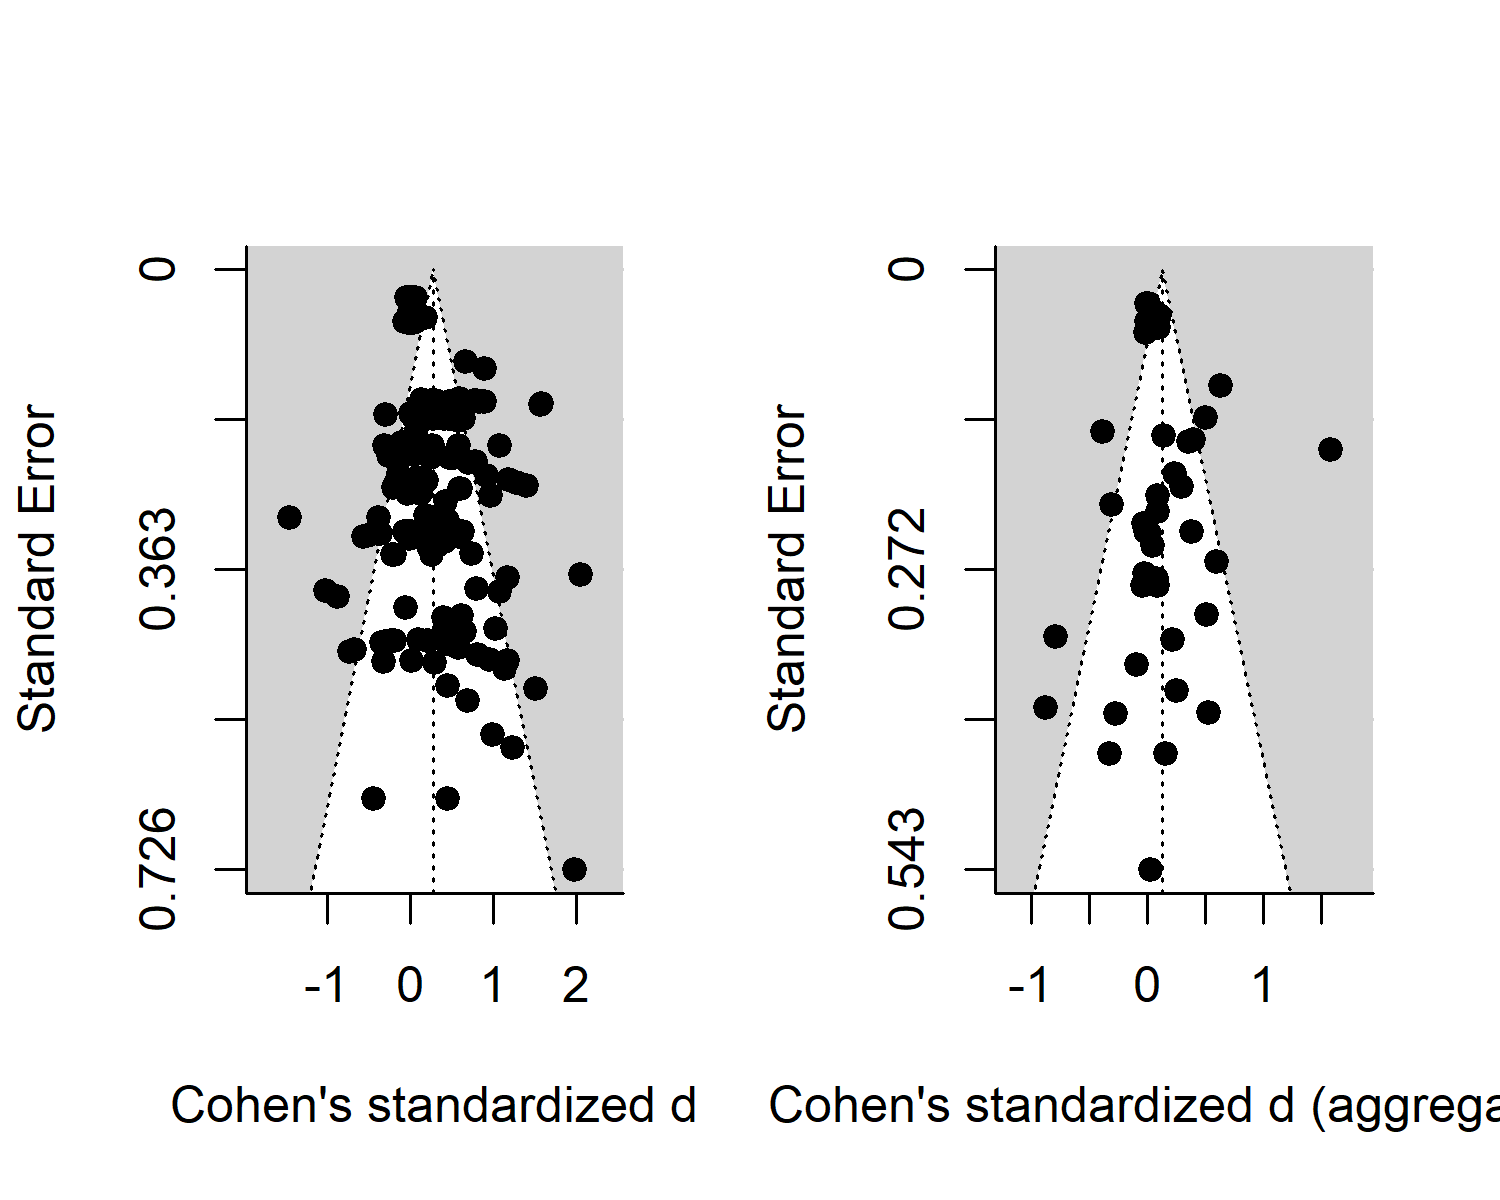 Standard Error
0
0.363
0.726
-1 0 1 2
Cohen's standardized d
Standard Error
0
0.272
0.543
-1 0 1
Cohen's standardized d (aggrega